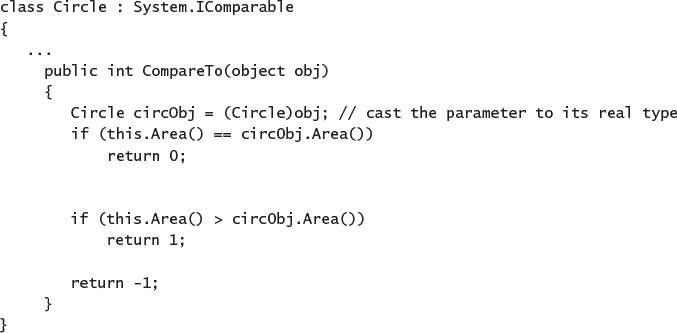 class Circle : System.IComparable
{
   ...
     public int CompareTo(object obj)
     {
        Circle circObj = (Circle)obj; // cast the parameter to its real type
        if (this.Area() == circObj.Area())
            return 0;

        if (this.Area() > circObj.Area())
            return 1;

        return -1;
     }
}